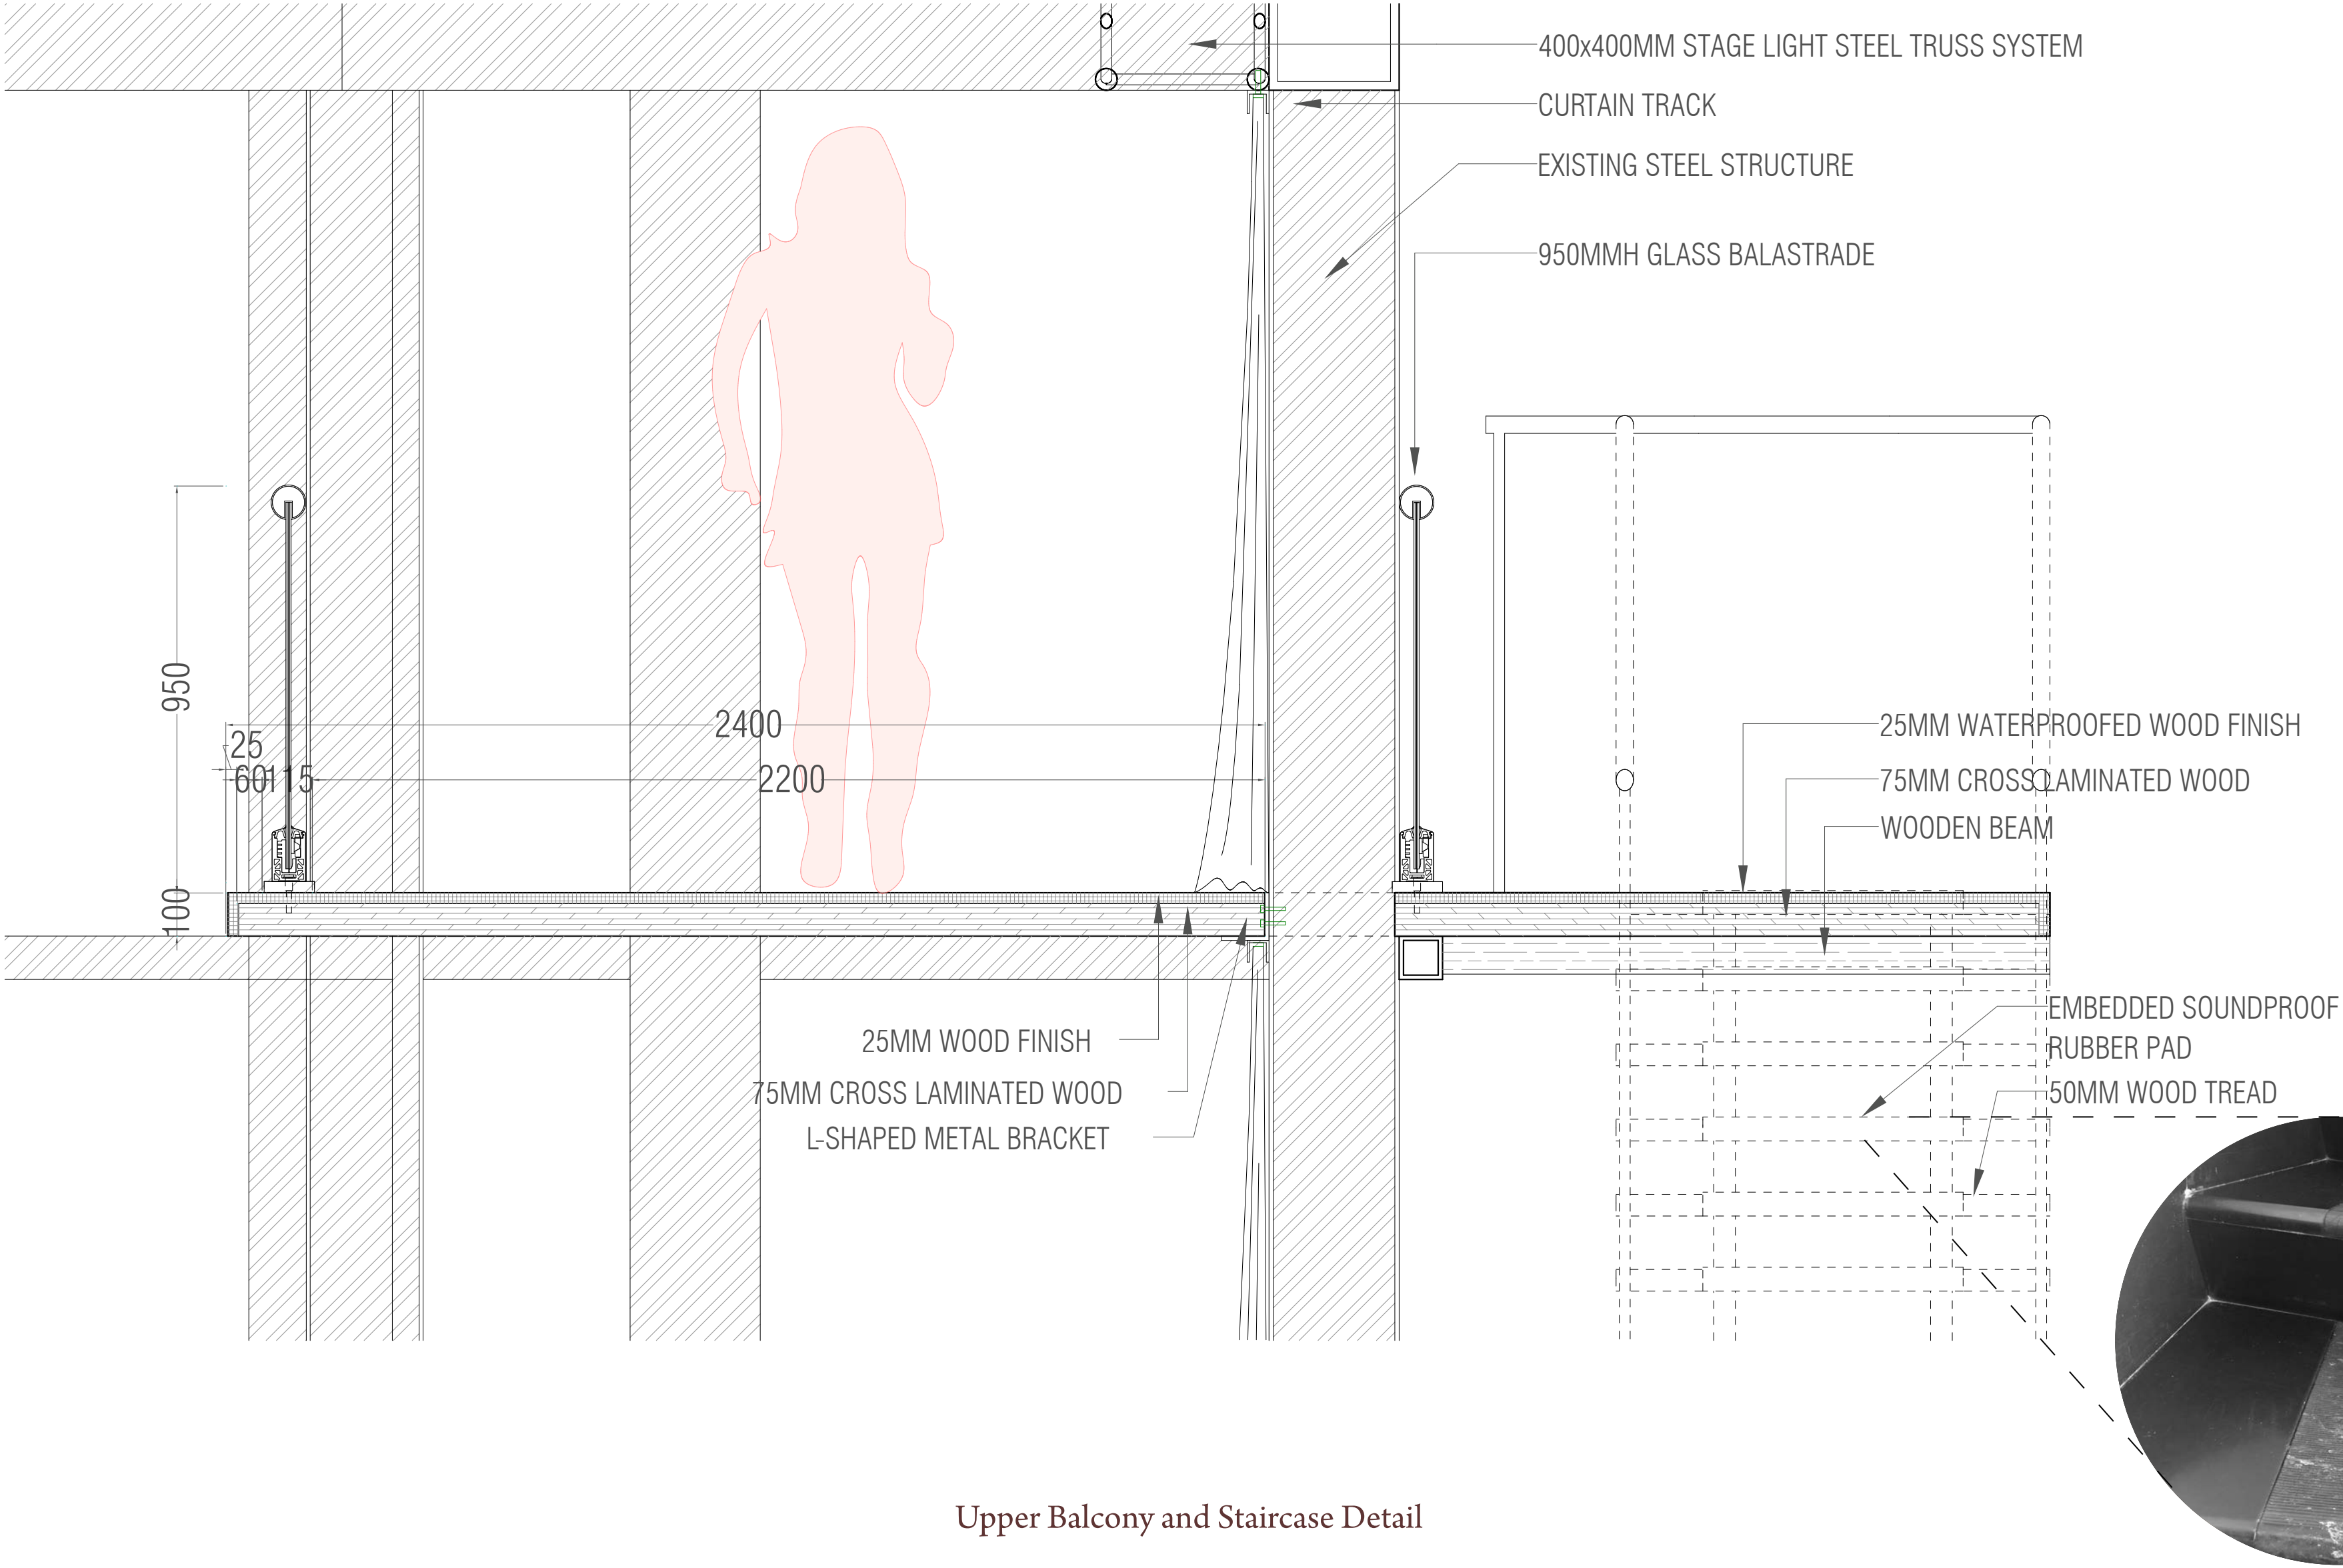 400x400MM STAGE LIGHT STEEL TRUSS SYSTEM
CURTAIN TRACK
EXISTING STEEL STRUCTURE
950MMH GLASS BALASTRADE
950
2400
25
60
115
2200
100
25MM WATERPROOFED WOOD FINISH
75MM CROSS LAMINATED WOOD
WOODEN BEAM
EMBEDDED SOUNDPROOF
RUBBER PAD
50MM WOOD TREAD
25MM WOOD FINISH
75MM CROSS LAMINATED WOOD
L-SHAPED METAL BRACKET
Upper Balcony and Staircase Detail